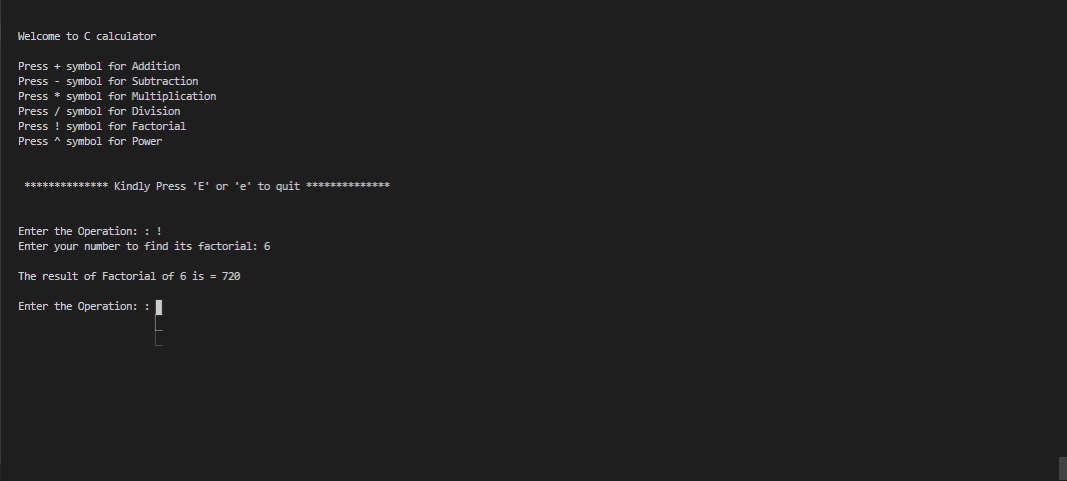 Welcome to C calculator
Press + symbol for Addition
Press - symbol for Subtraction
Press * symbol for Multiplication
Press / symbol for Division
Press ! symbol for Factorial
Press ^ symbol for Power
************** Kindly Press 'E' or 'e' to quit **************
Enter the Operation: : !
Enter your number to find its factorial: 6
The result of Factorial of 6 is = 720
Enter the Operation: :